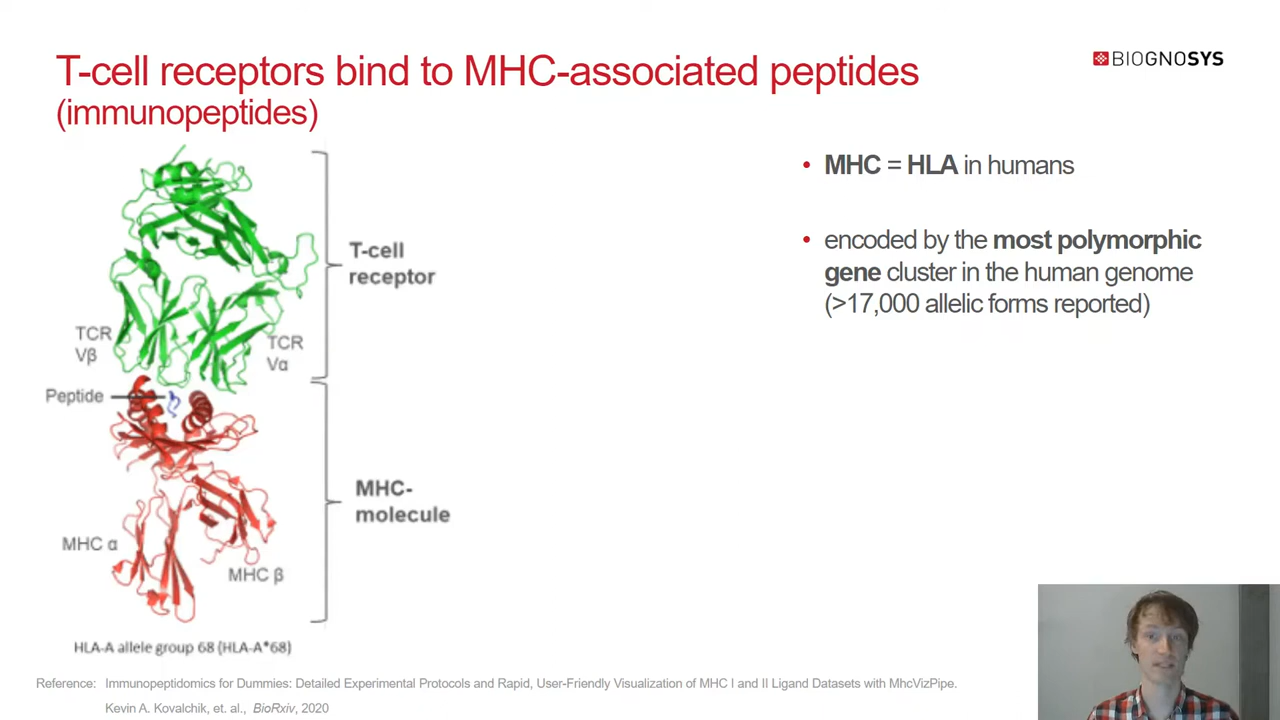 T-cell receptors bind to MHC-associated peptides
(immunopeptides)
BIOGNOSYS
T-cell
receptor
TCR
Vβ
TCR
Vα
Peptide
MHC-
molecule
MHC α
MHC β
HLA-A allele group 68 (HLA-A*68)
• MHC = HLA in humans
• encoded by the most polymorphic
gene cluster in the human genome
(>17,000 allelic forms reported)
Reference: Immunopeptidomics for Dummies: Detailed Experimental Protocols and Rapid, User-Friendly Visualization of MHC I and II Ligand Datasets with MhcVizPipe.
Kevin A. Kovalchik, et. al., BioRxiv, 2020